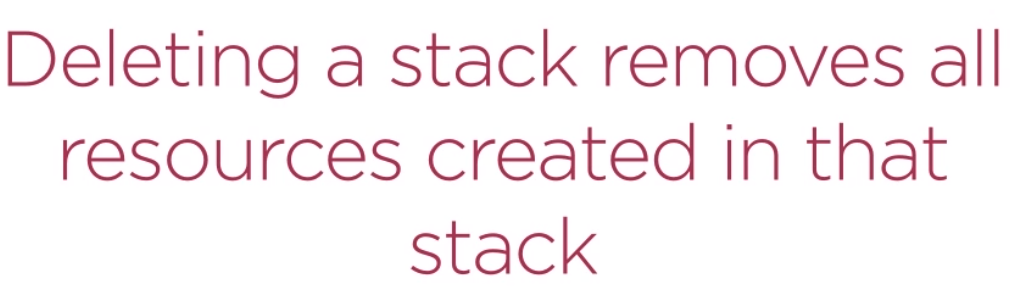 Deleting a stack removes all
resources created in that
stack